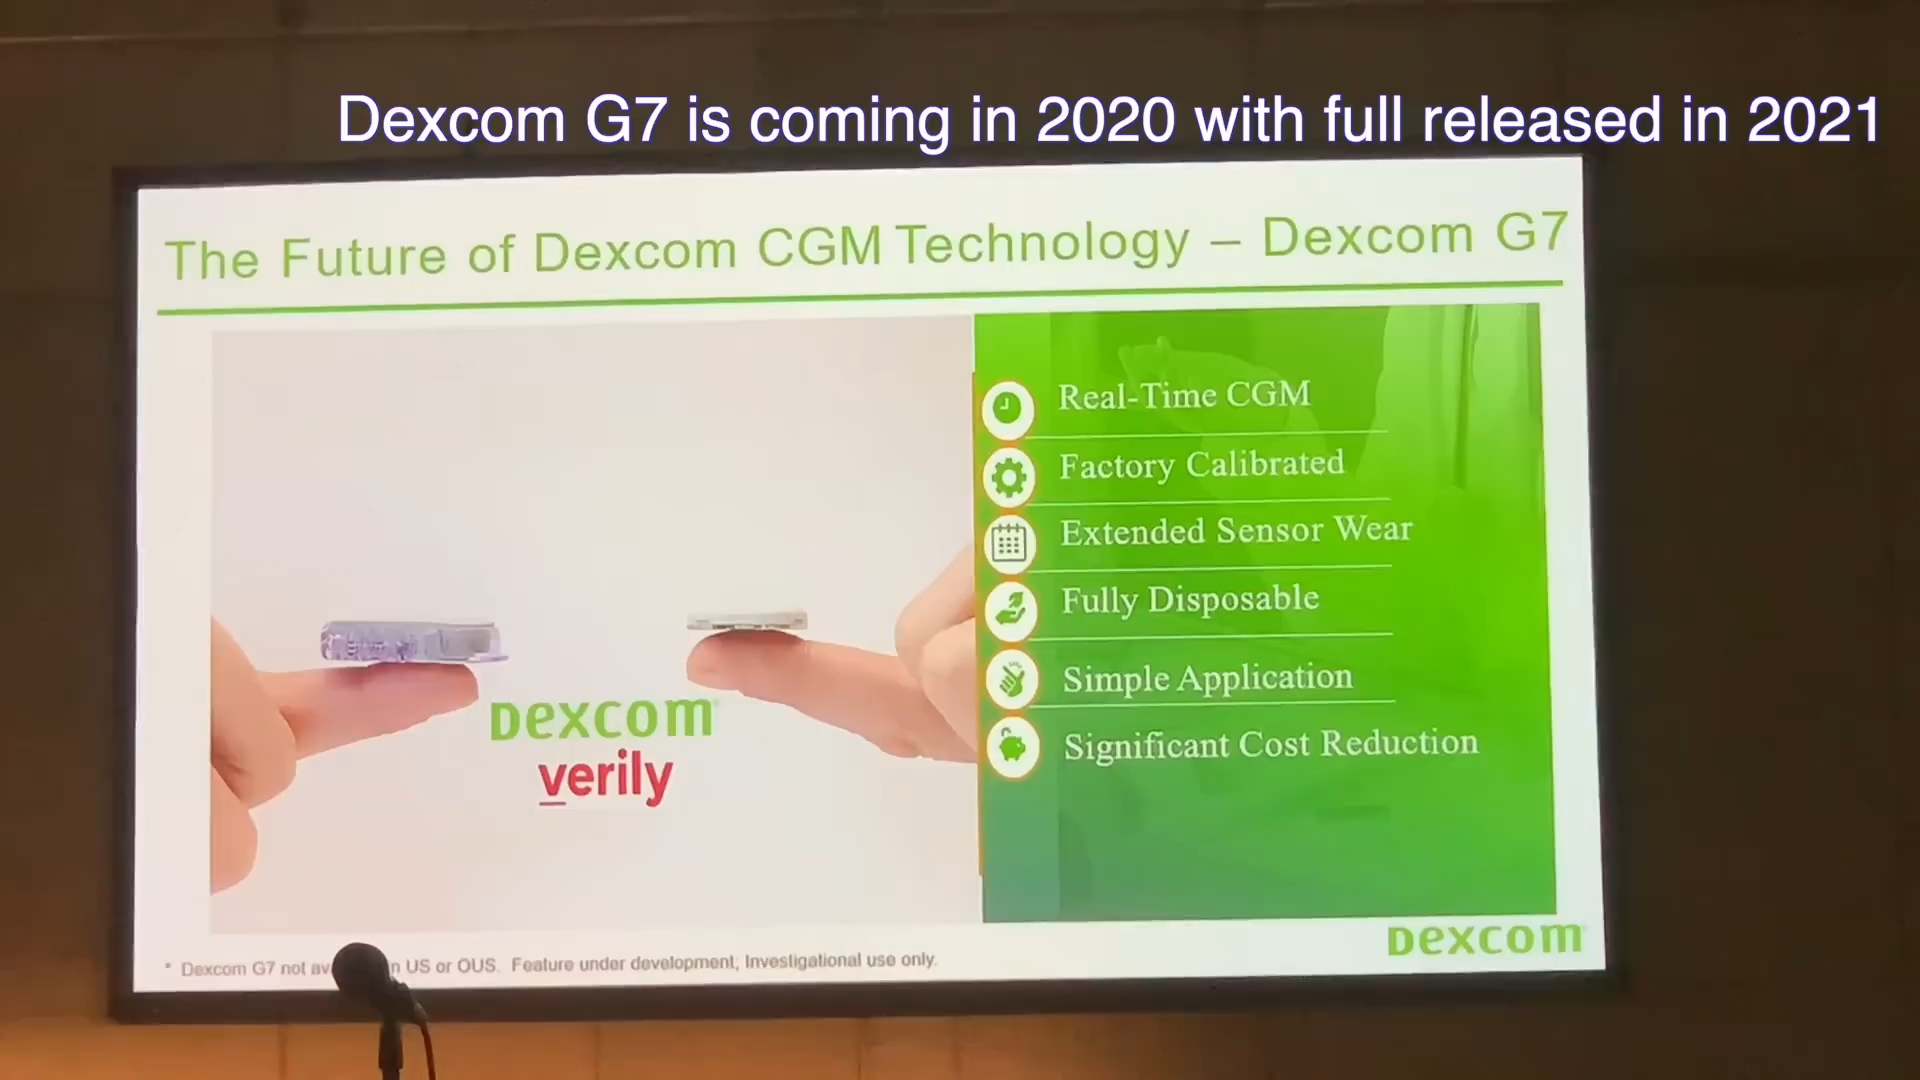 Dexcom G7 is coming in 2020 with full released in 2021
The Future of Dexcom CGM Technology – Dexcom G7
Real-Time CGM
Factory Calibrated
Extended Sensor Wear
Fully Disposable
Simple Application
Significant Cost Reduction
Dexcom
verily
Dexcom
* Dexcom G7 not US or OUS. Feature under development; Investigational use only.